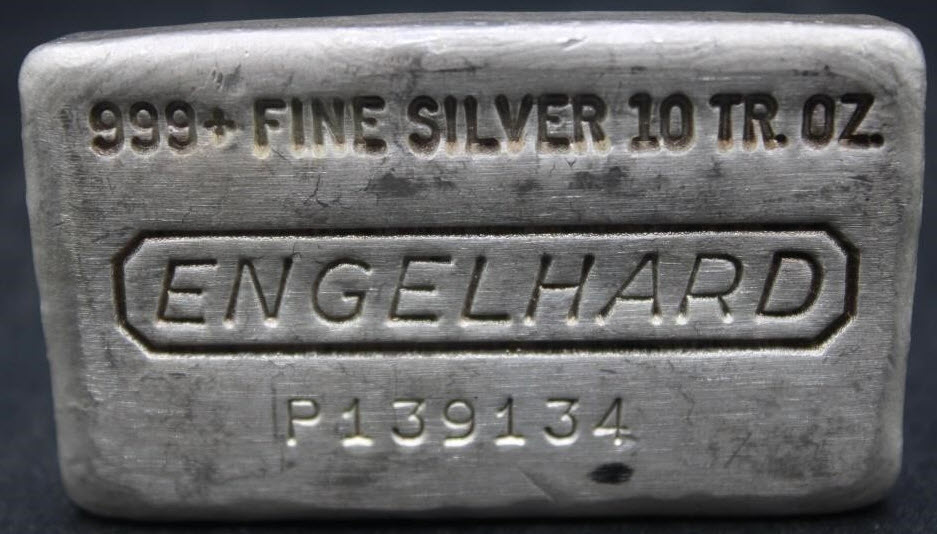 999+ FINE SILVER 10 TR. OZ.
ENGELHARD
P139134